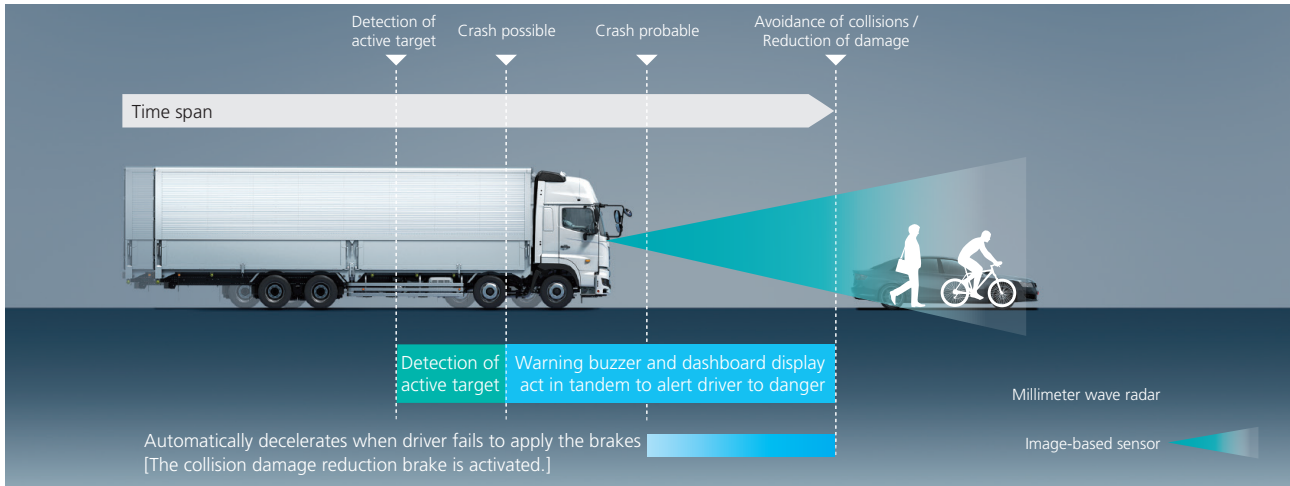 Detection of
active target
Crash possible
Crash probable
Avoidance of collisions /
Reduction of damage
Time span
Detection of
active target
Warning buzzer and dashboard display
act in tandem to alert driver to danger
Millimeter wave radar
Automatically decelerates when driver fails to apply the brakes
[The collision damage reduction brake is activated.]
Image-based sensor